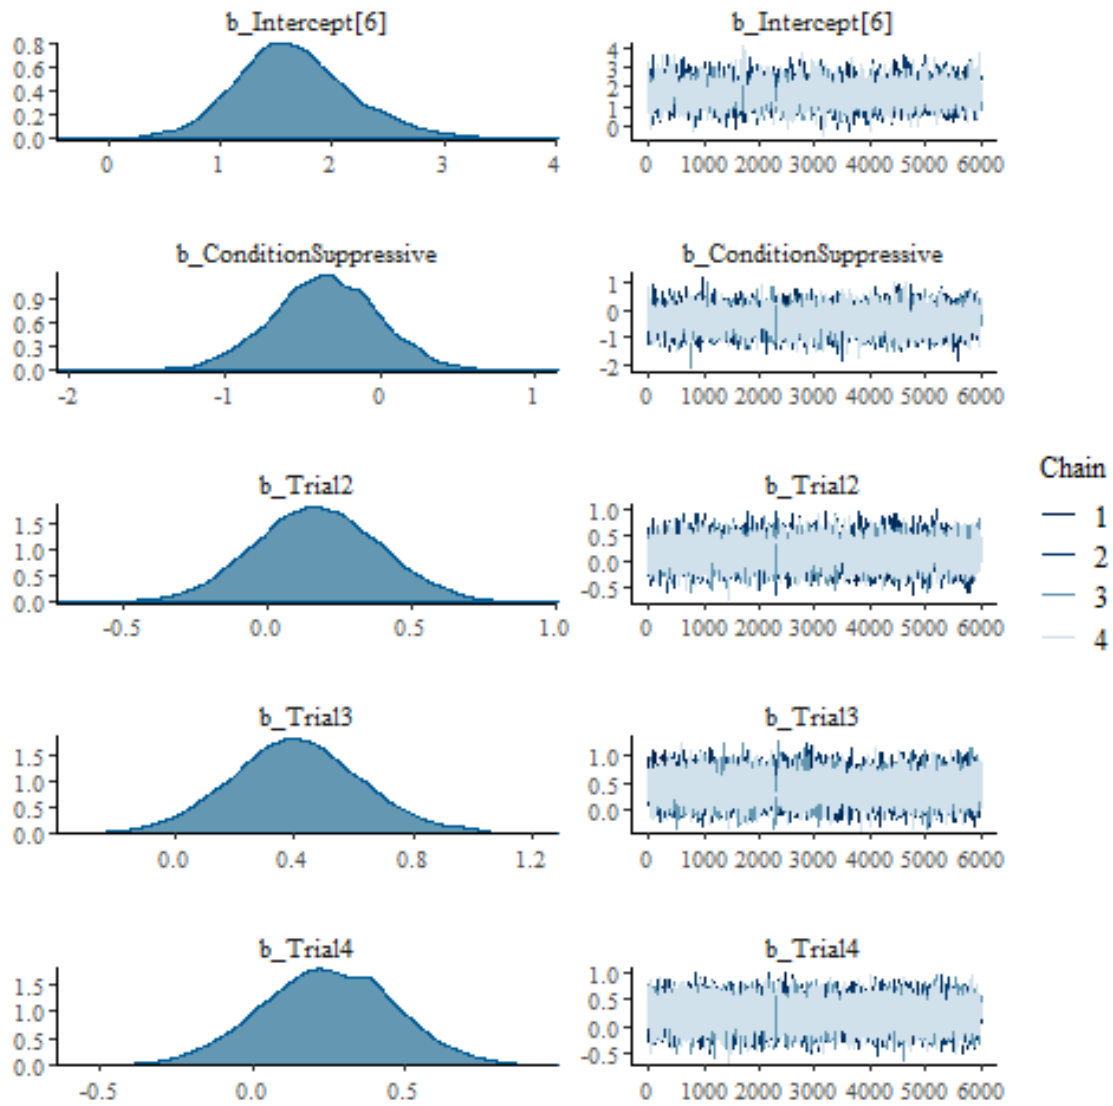 b_Intercept[6] b_Intercept[6]
0.8
0.6
0.4
0.2
0.0
0 1 2 3 4
4
3
2
1
0
0 1000 2000 3000 4000 5000 6000
b_ConditionSuppressive b_ConditionSuppressive
0.9
0.6
0.3
0.0
-2 -1 0 1
1
0
-1
-2
0 1000 2000 3000 4000 5000 6000
b_Trial2 b_Trial2
1.5
1.0
0.5
0.0
-0.5 0.0 0.5 1.0
1.0
0.5
0.0
-0.5
0 1000 2000 3000 4000 5000 6000
b_Trial3 b_Trial3
1.5
1.0
0.5
0.0
0.0 0.4 0.8 1.2
1.0
0.5
0.0
0 1000 2000 3000 4000 5000 6000
b_Trial4 b_Trial4
1.5
1.0
0.5
0.0
-0.5 0.0 0.5
1.0
0.5
0.0
-0.5
0 1000 2000 3000 4000 5000 6000
Chain
1
2
3
4